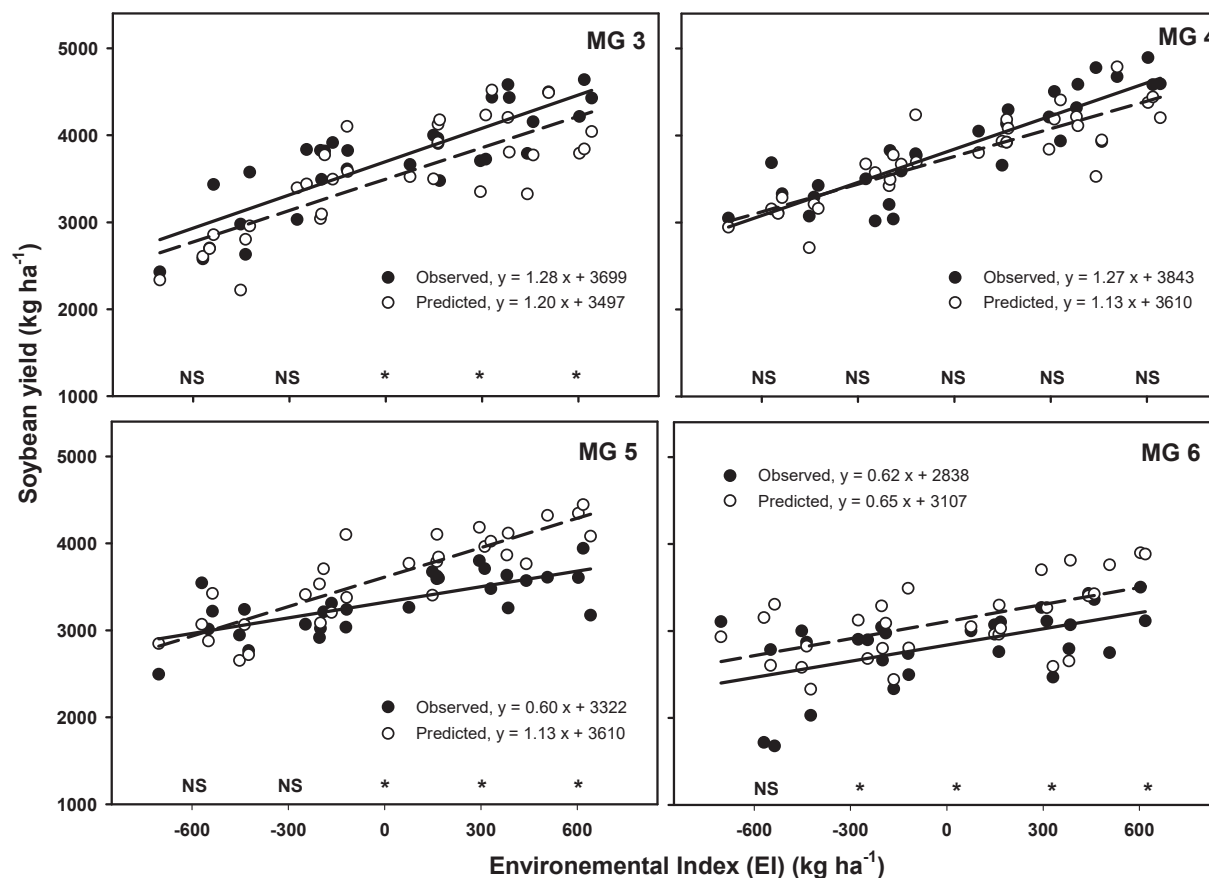 MG 3
5000
4000
3000
2000
1000
Observed, y = 1.28 x + 3699
Predicted, y = 1.20 x + 3497
NS NS * * *
MG 4
Observed, y = 1.27 x + 3843
Predicted, y = 1.13 x + 3610
NS NS NS NS NS
Soybean yield (kg ha⁻¹)
MG 5
5000
4000
3000
2000
1000
Observed, y = 0.60 x + 3322
Predicted, y = 1.13 x + 3610
NS NS * * *
-600 -300 0 300 600
MG 6
Observed, y = 0.62 x + 2838
Predicted, y = 0.65 x + 3107
NS * * * *
-600 -300 0 300 600
Environemental Index (EI) (kg ha⁻¹)